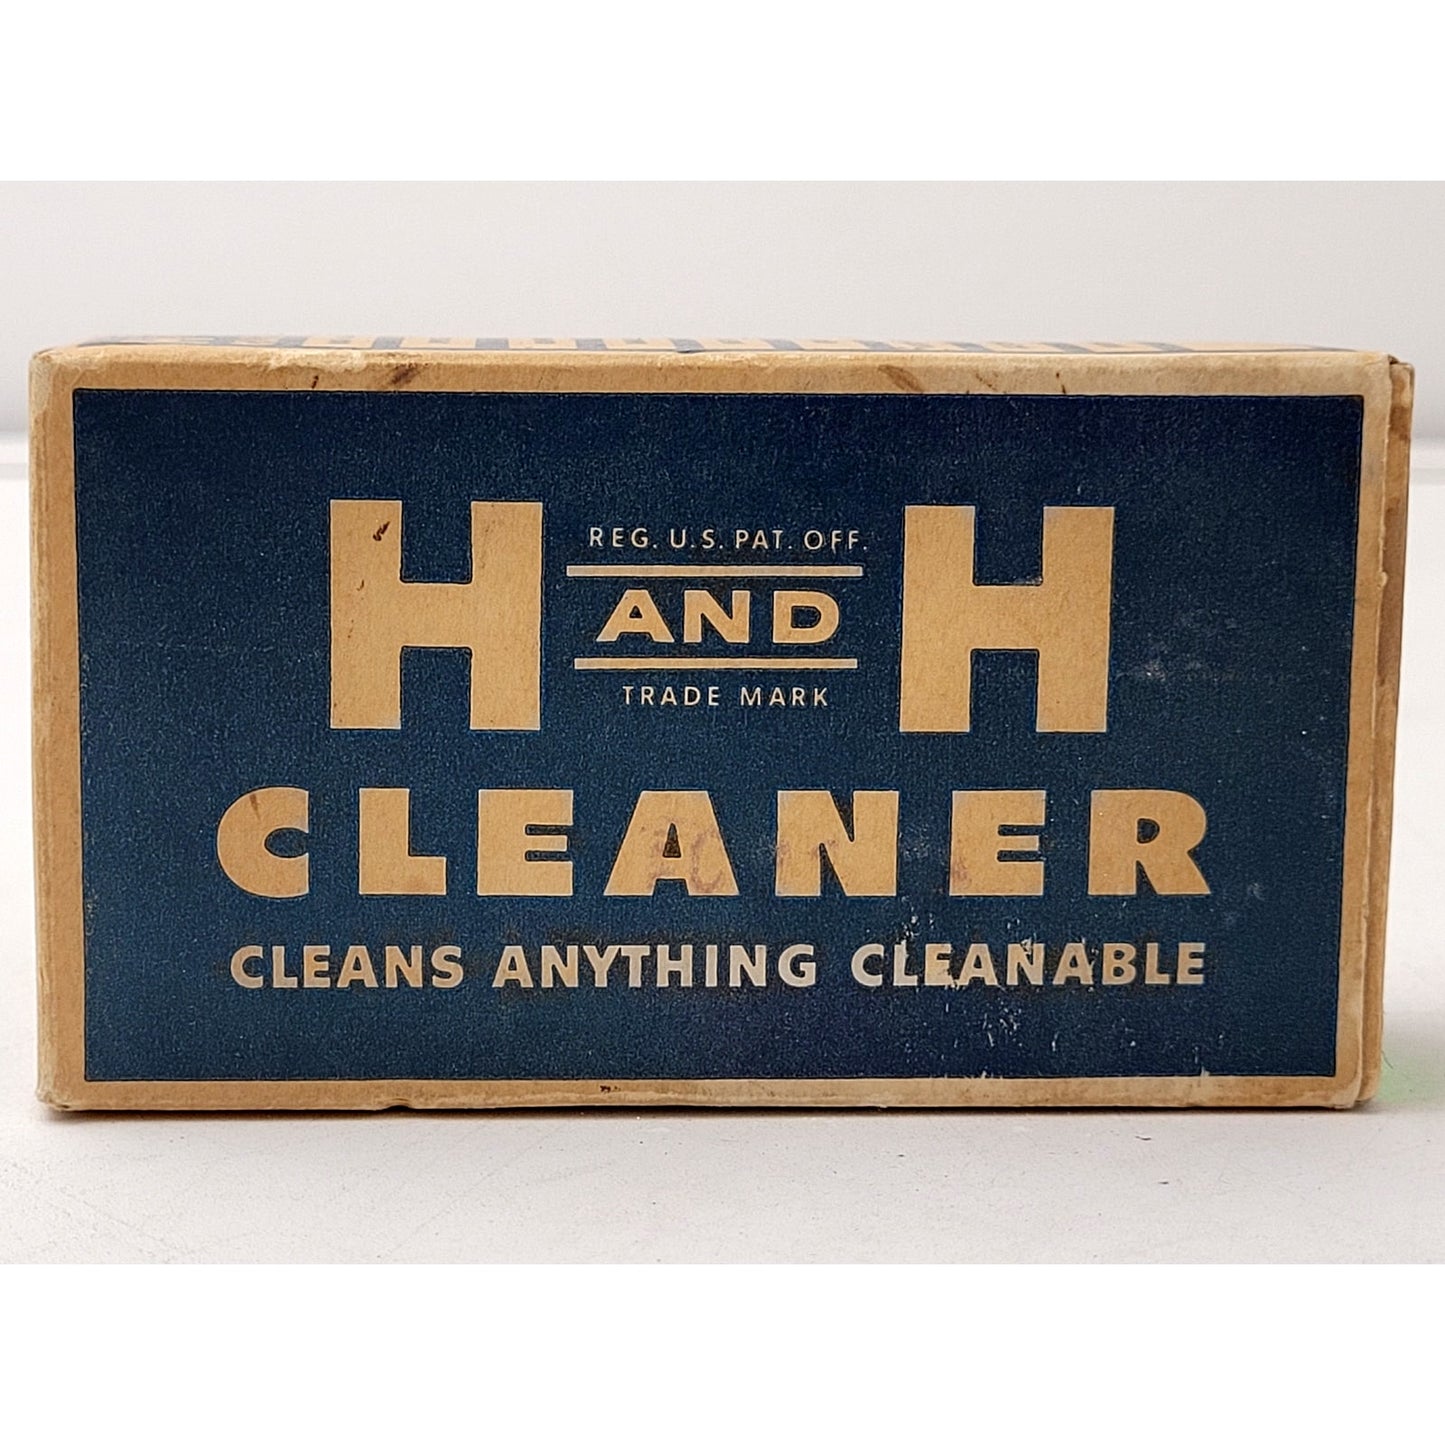 REG. U.S. PAT. OFF.
H AND H
TRADE MARK
CLEANER
CLEANS ANYTHING CLEANABLE